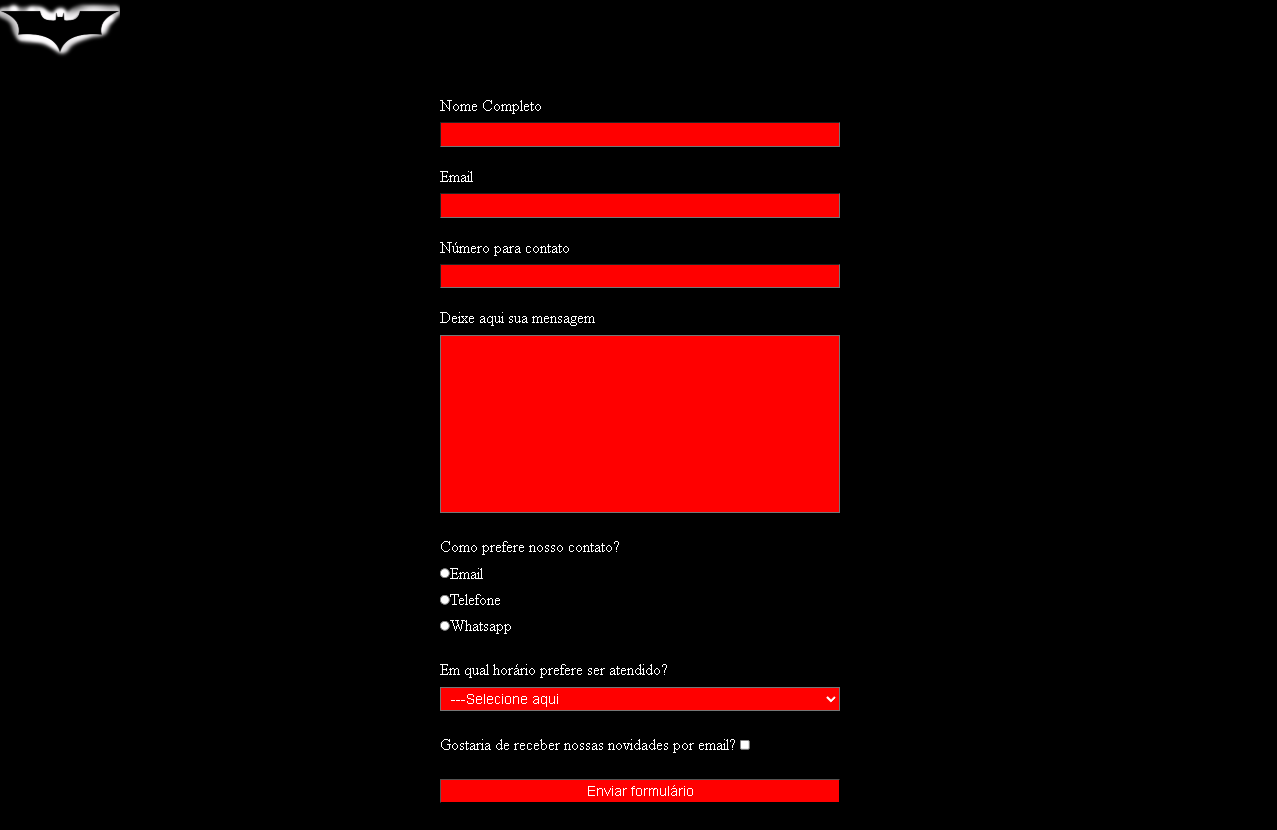 Nome Completo
Email
Número para contato
Deixe aqui sua mensagem
Como prefere nosso contato?
Email
Telefone
Whatsapp
Em qual horário prefere ser atendido?
---Selecione aqui
Gostaria de receber nossas novidades por email?
Enviar formulário